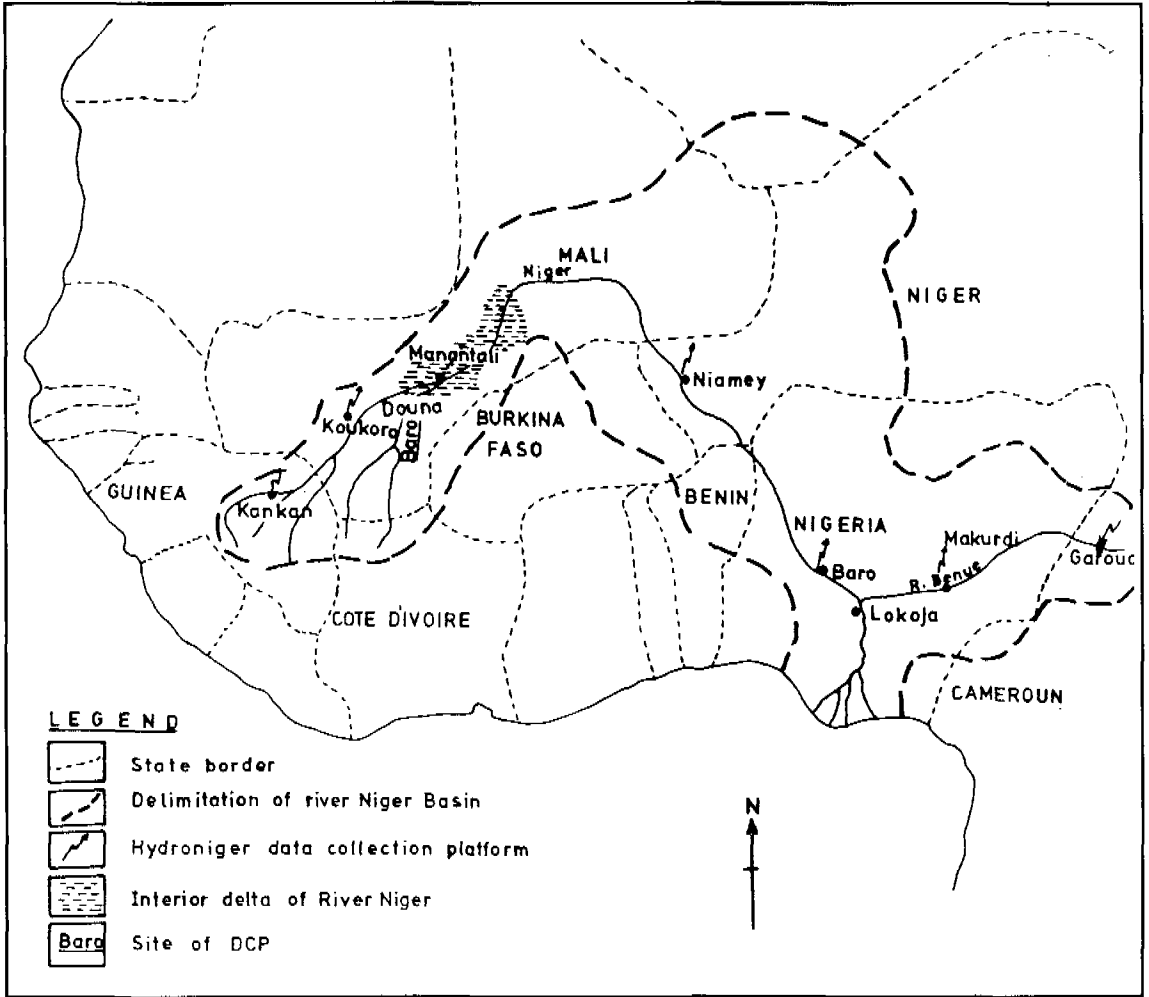 MALI
Niger
NIGER
Manantali
Niamey
Douna
BURKINA
FASO
Koukoro
Baro
GUINEA
Kankan
BENIN
NIGERIA
Makurdi
Garoua
Baro
R. Benue
Lokoja
COTE D'IVOIRE
CAMEROUN
LEGEND
State border
Delimitation of river Niger Basin
Hydroniger data collection platform
Interior delta of River Niger
Baro Site of DCP
N